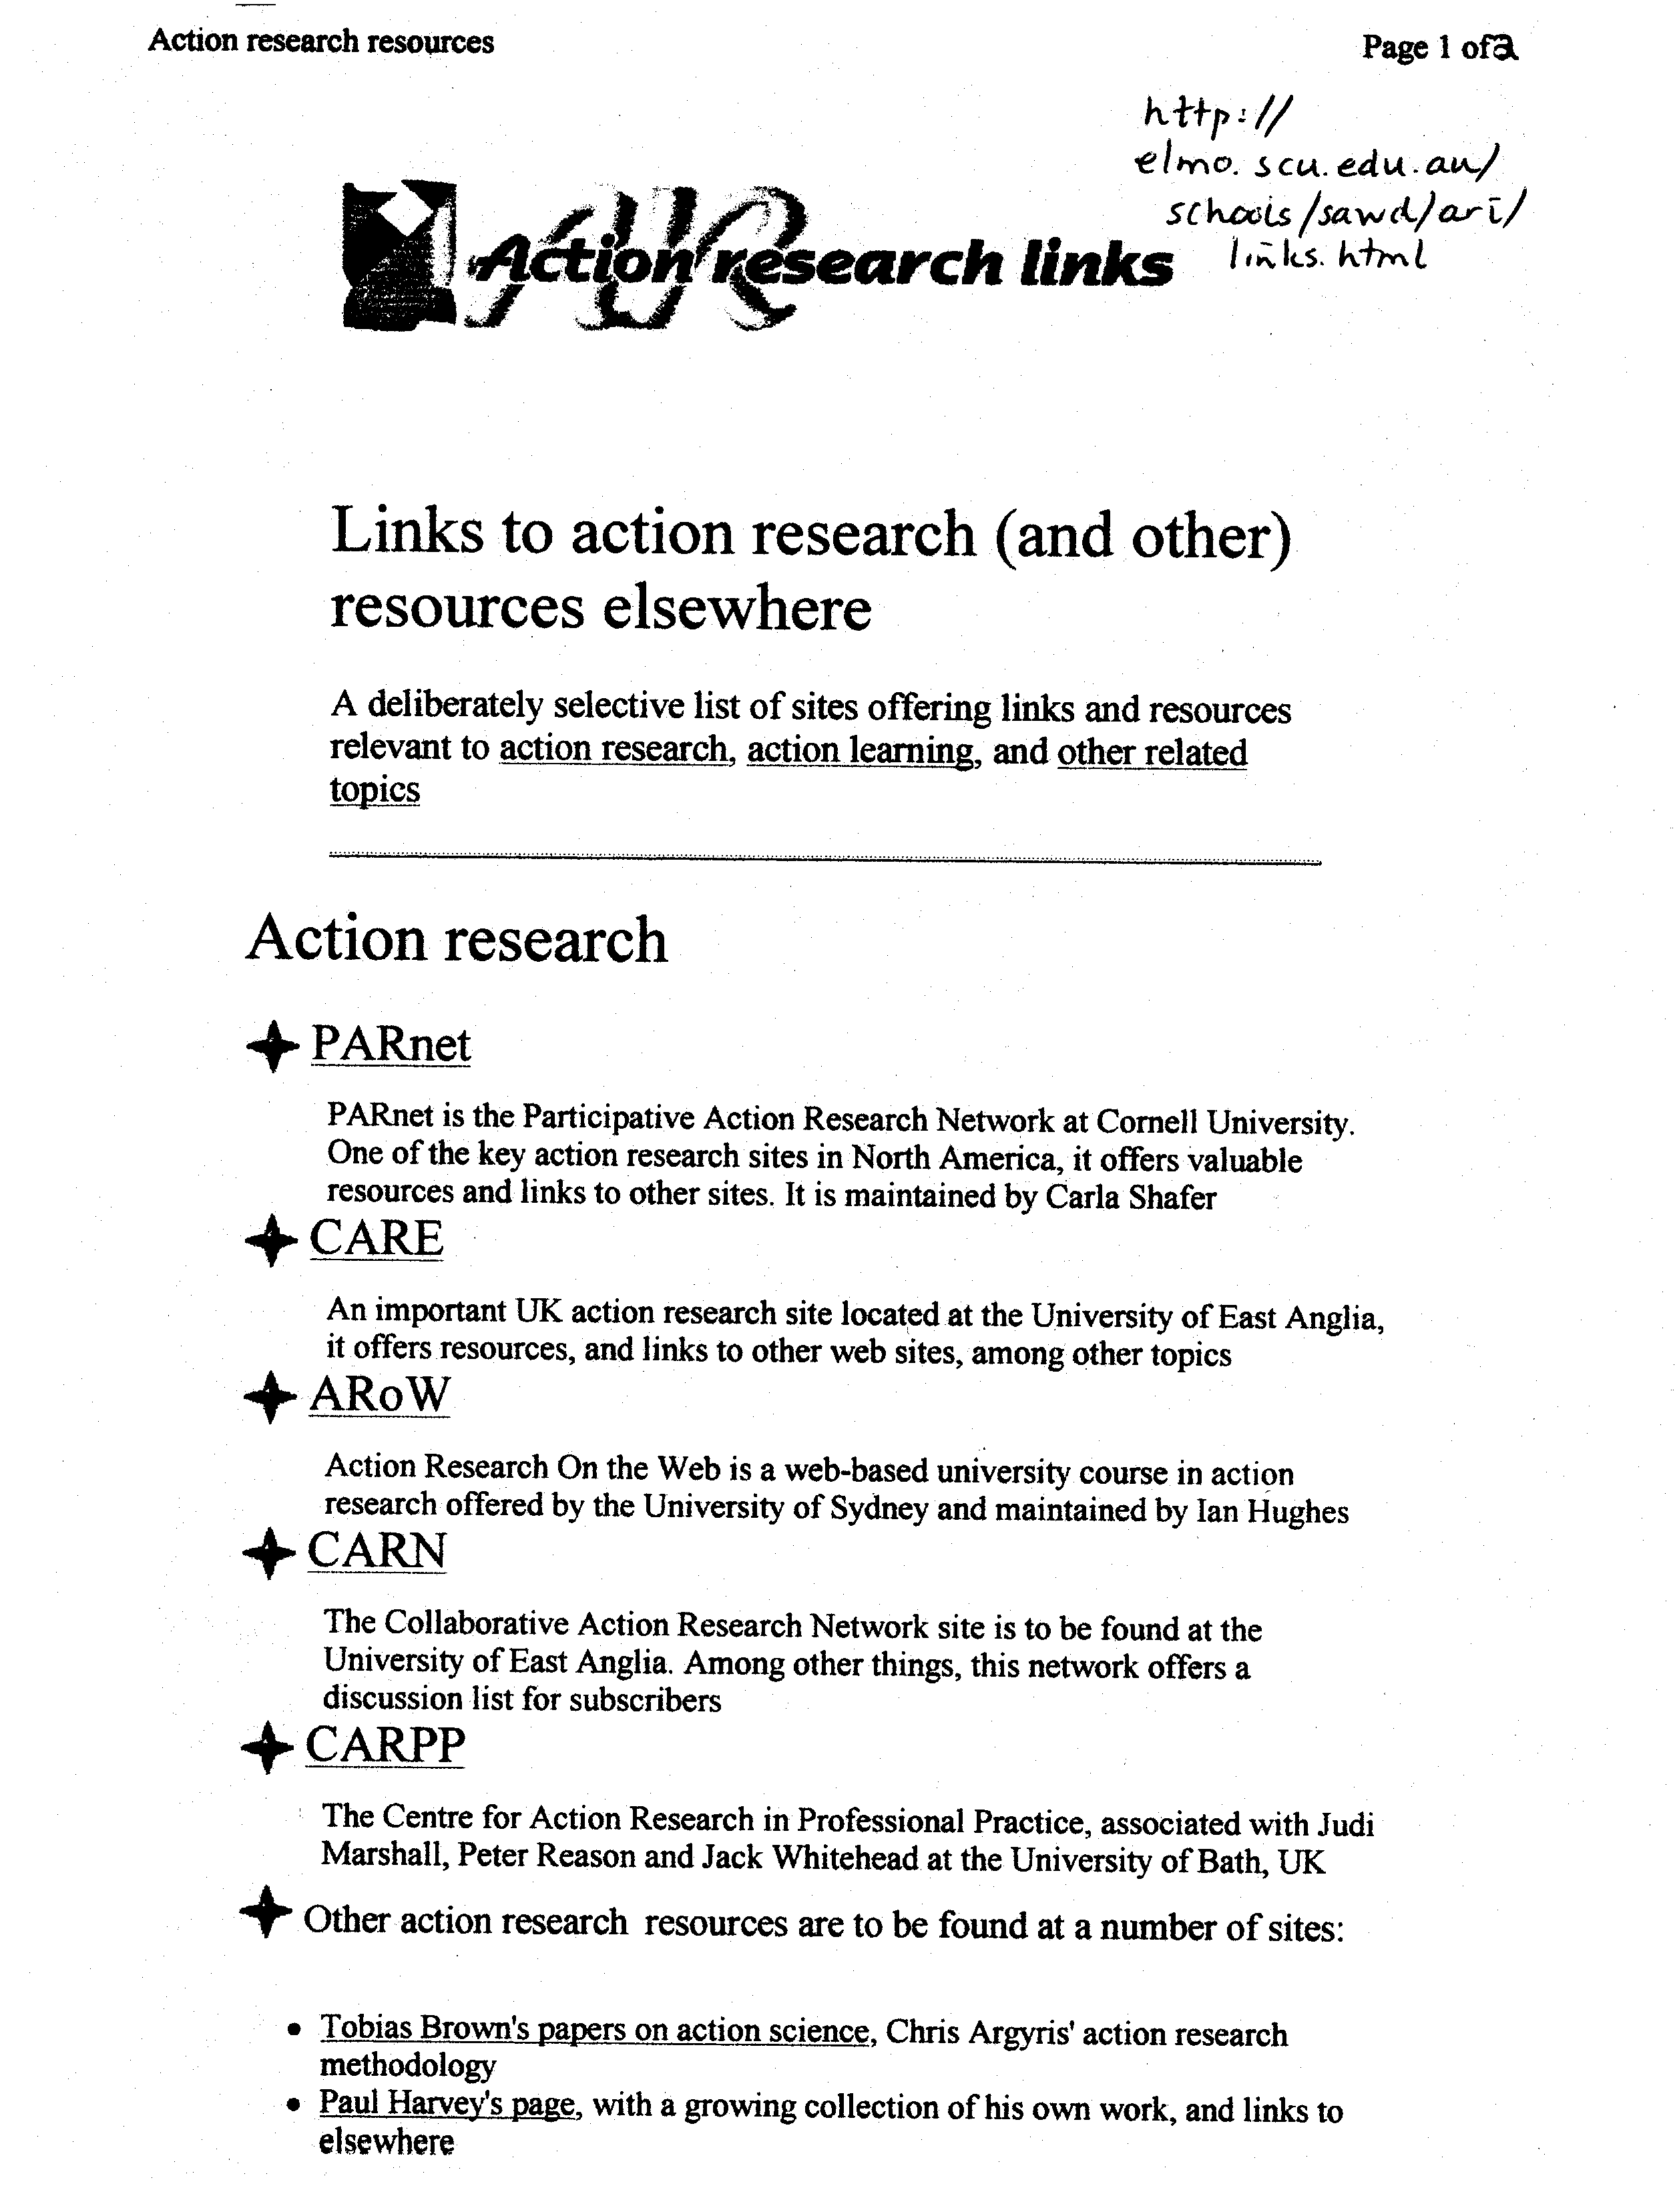 Action research resources
Page 1 of 2
http://
elmo.scu.edu.au/
schools/sawd/ari/
links.html
AR
Action research links
Links to action research (and other)
resources elsewhere
A deliberately selective list of sites offering links and resources
relevant to action research, action learning, and other related
topics
Action research
PARnet
PARnet is the Participative Action Research Network at Cornell University.
One of the key action research sites in North America, it offers valuable
resources and links to other sites. It is maintained by Carla Shafer
CARE
An important UK action research site located at the University of East Anglia,
it offers resources, and links to other web sites, among other topics
ARoW
Action Research On the Web is a web-based university course in action
research offered by the University of Sydney and maintained by Ian Hughes
CARN
The Collaborative Action Research Network site is to be found at the
University of East Anglia. Among other things, this network offers a
discussion list for subscribers
CARPP
The Centre for Action Research in Professional Practice, associated with Judi
Marshall, Peter Reason and Jack Whitehead at the University of Bath, UK
Other action research resources are to be found at a number of sites:
• Tobias Brown's papers on action science, Chris Argyris' action research
methodology
• Paul Harvey's page, with a growing collection of his own work, and links to
elsewhere